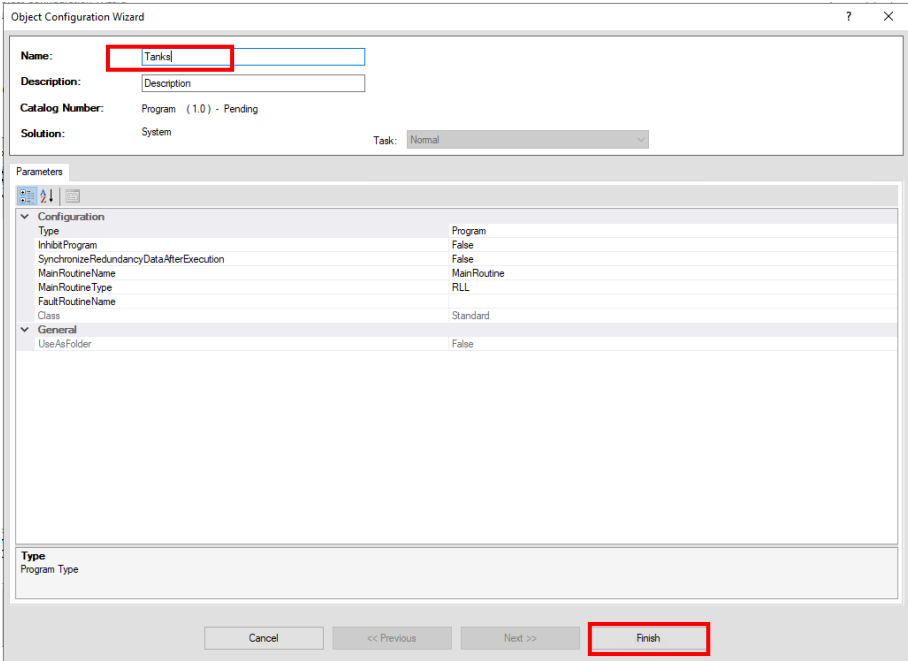 Object Configuration Wizard ?
Name: Tanks
Description: Description
Catalog Number: Program (1.0) - Pending
Solution: System
Task: Normal
Parameters
Configuration
Type Program
InhibitProgram False
SynchronizeRedundancyDataAfterExecution False
MainRoutineName MainRoutine
MainRoutineType RLL
FaultRoutineName
Class Standard
General
UseAsFolder False
Type
Program Type
Cancel << Previous Next >> Finish